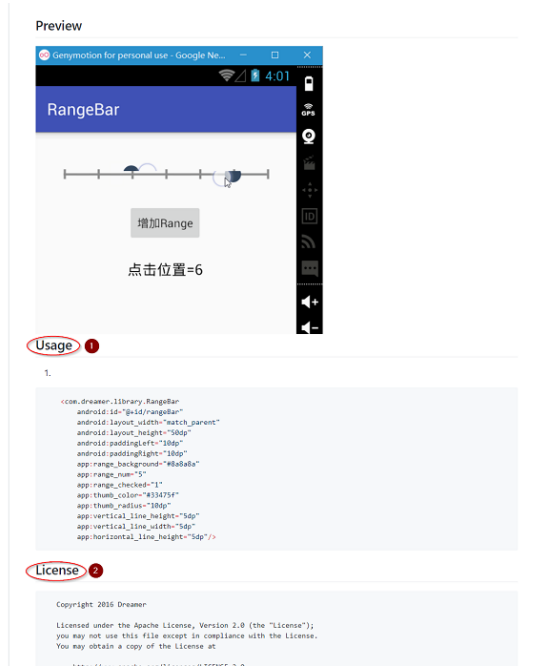 Preview
Genymotion for personal use - Google Ne...
4:01
RangeBar
GPS
增加Range
ID
点击位置=6
Usage 1
1.
<com.dreamer.library.RangeBar
android:id="@+id/rangeBar"
android:layout_width="match_parent"
android:layout_height="50dp"
android:paddingLeft="10dp"
android:paddingRight="10dp"
app:range_background="#8a8a8a"
app:range_num="5"
app:range_checked="1"
app:thumb_color="#33475f"
app:thumb_radius="10dp"
app:vertical_line_height="5dp"
app:vertical_line_width="5dp"
app:horizontal_line_height="5dp"/>
License 2
Copyright 2016 Dreamer
Licensed under the Apache License, Version 2.0 (the "License");
you may not use this file except in compliance with the License.
You may obtain a copy of the License at